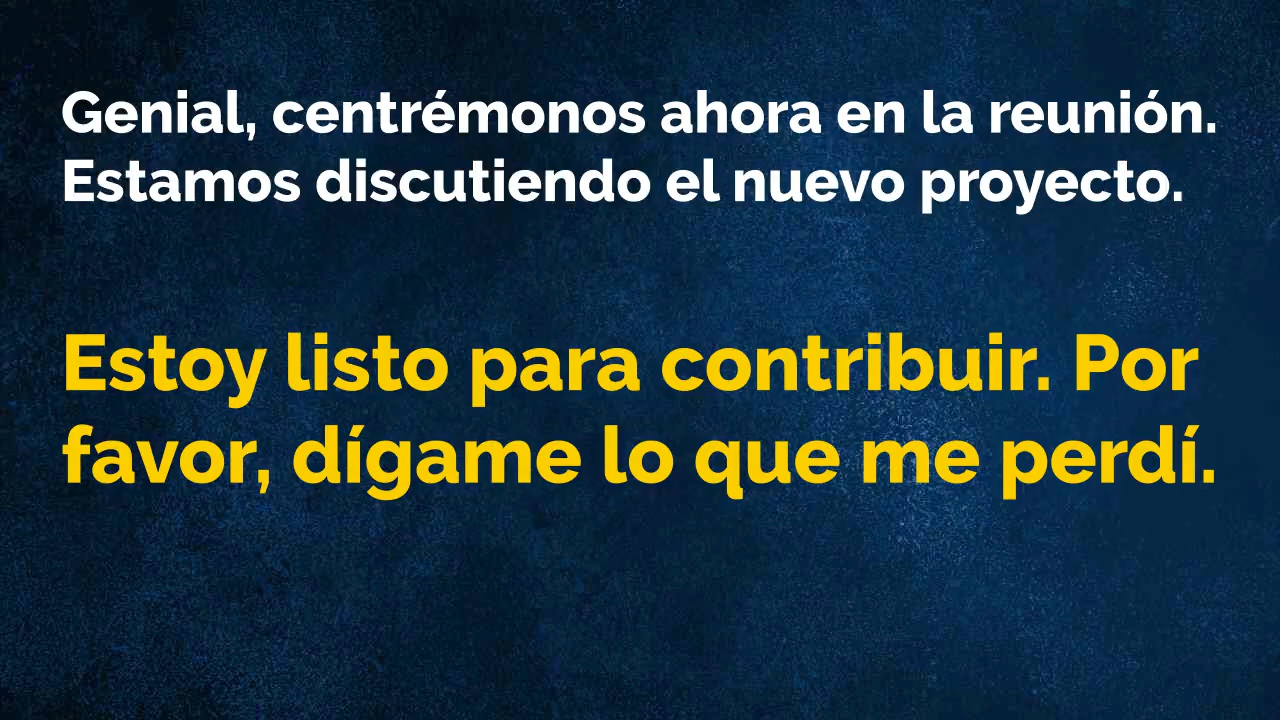 Genial, centrémonos ahora en la reunión.
Estamos discutiendo el nuevo proyecto.
Estoy listo para contribuir. Por
favor, dígame lo que me perdí.